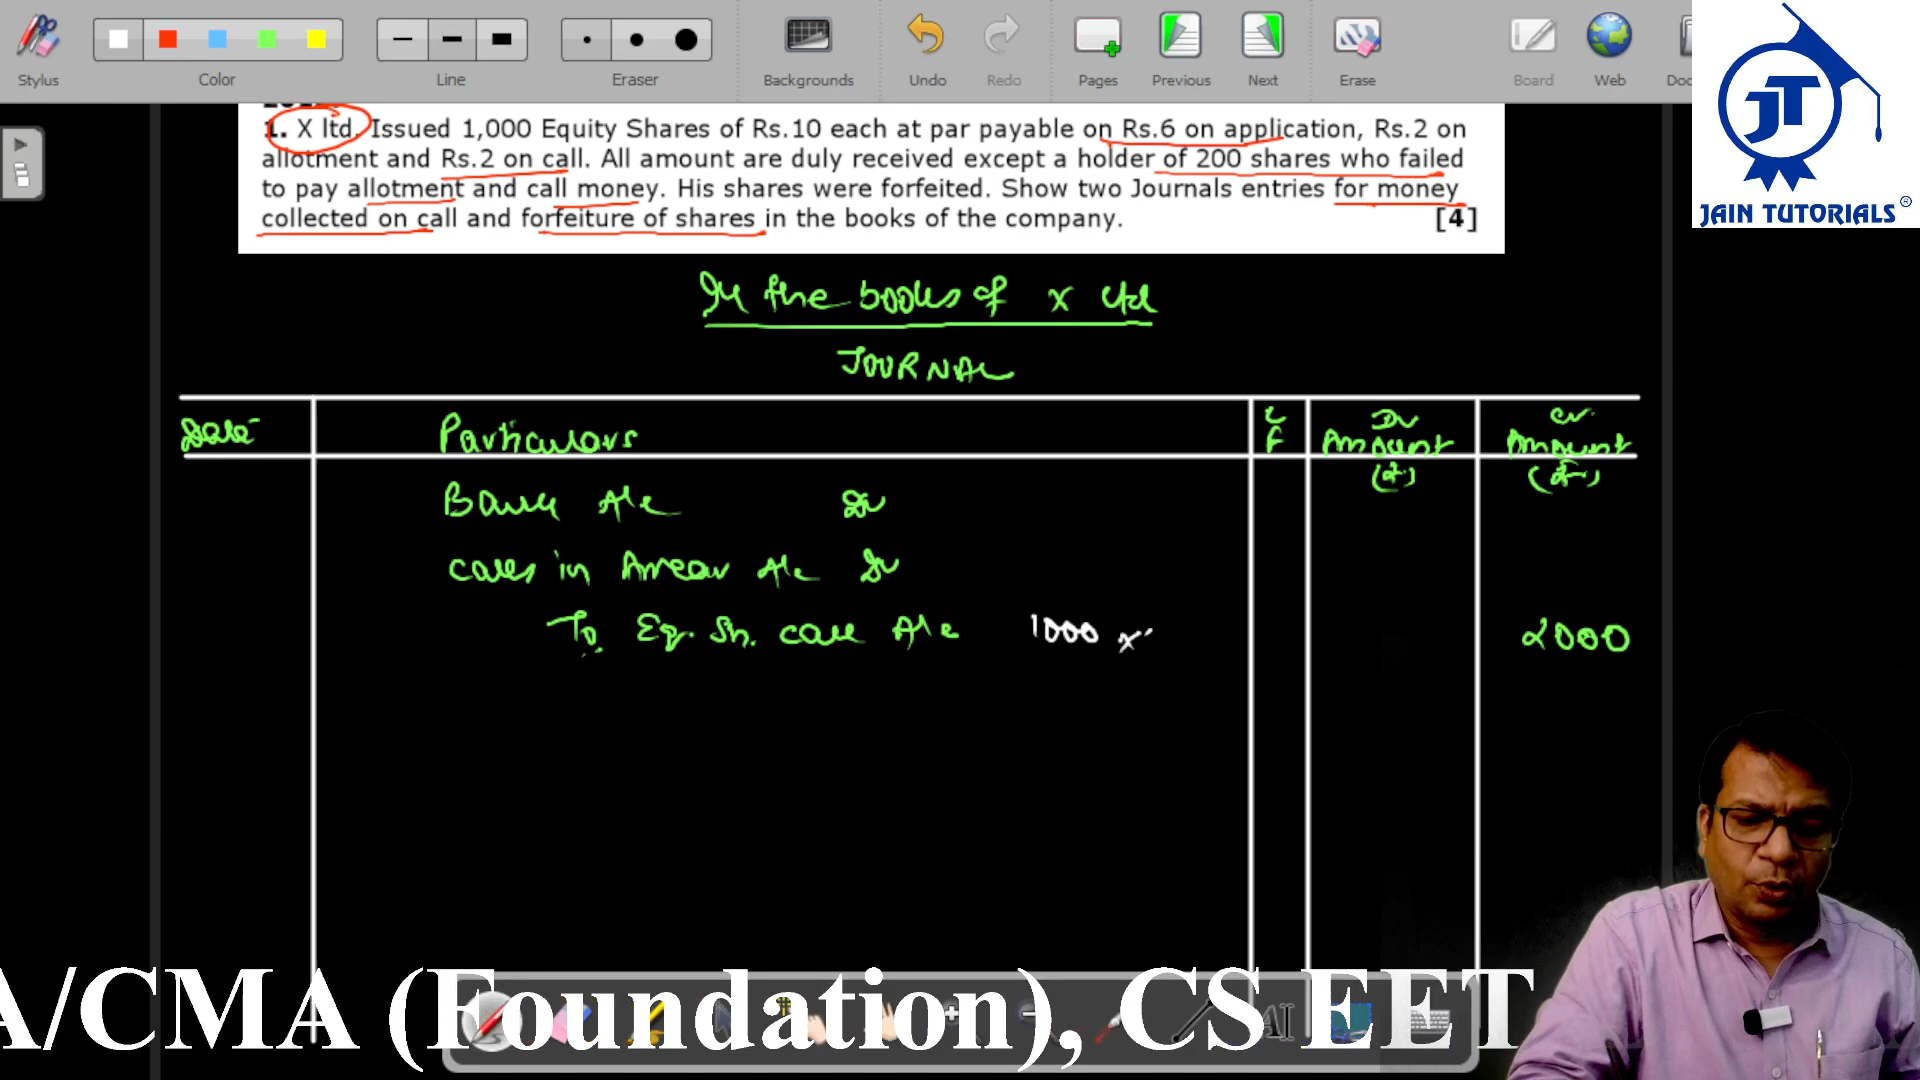 Stylus
Color
Line
Eraser
Backgrounds
Undo
Redo
Pages
Previous
Next
Erase
Board
Web
JT
JAIN TUTORIALS®
1. X ltd. Issued 1,000 Equity Shares of Rs.10 each at par payable on Rs.6 on application, Rs.2 on
allotment and Rs.2 on call. All amount are duly received except a holder of 200 shares who failed
to pay allotment and call money. His shares were forfeited. Show two Journals entries for money
collected on call and forfeiture of shares in the books of the company. [4]
In the books of x Ltd
JOURNAL
Date Particulars L F Dr Amount (₹) Cr Amount (₹)
Bank A/c Dr
Calls in Arrear A/c Dr
To Eq. Sh. Call A/c 1000 x 2000
A/CMA (Foundation), CS EET